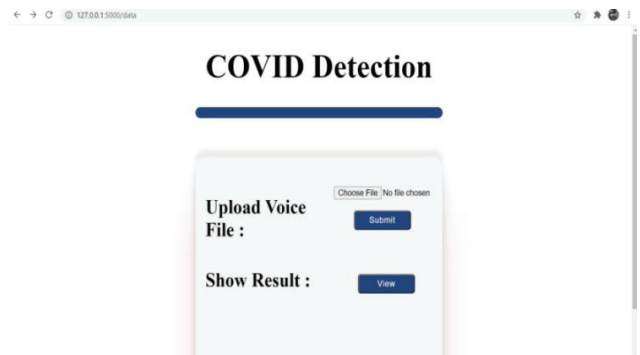 127.0.0.1:5000/data
COVID Detection
Choose File No file chosen
Upload Voice
File :
Submit
Show Result :
View